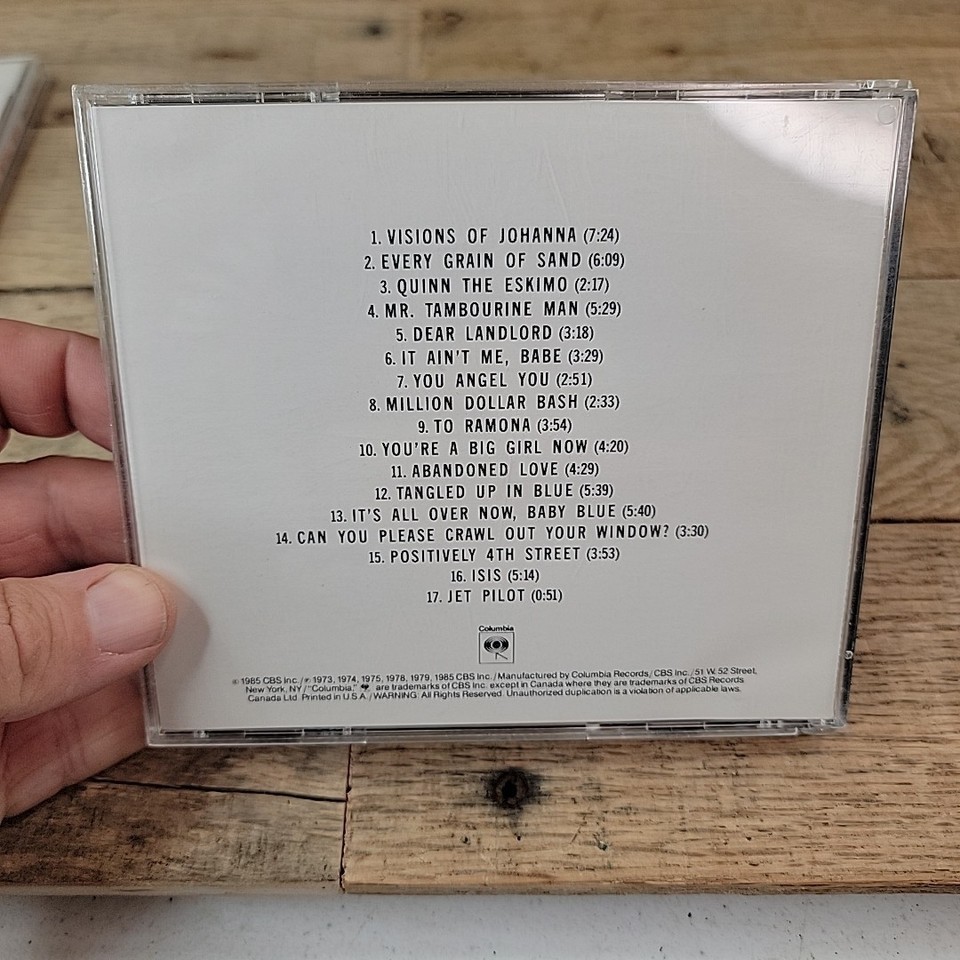 1. VISIONS OF JOHANNA (7:24)
2. EVERY GRAIN OF SAND (6:09)
3. QUINN THE ESKIMO (2:17)
4. MR. TAMBOURINE MAN (5:29)
5. DEAR LANDLORD (3:18)
6. IT AIN'T ME, BABE (3:29)
7. YOU ANGEL YOU (2:51)
8. MILLION DOLLAR BASH (2:33)
9. TO RAMONA (3:54)
10. YOU'RE A BIG GIRL NOW (4:20)
11. ABANDONED LOVE (4:29)
12. TANGLED UP IN BLUE (5:39)
13. IT'S ALL OVER NOW, BABY BLUE (5:40)
14. CAN YOU PLEASE CRAWL OUT YOUR WINDOW? (3:30)
15. POSITIVELY 4TH STREET (3:53)
16. ISIS (5:14)
17. JET PILOT (0:51)
Columbia
© 1985 CBS Inc. / ℗ 1973, 1974, 1975, 1978, 1979, 1985 CBS Inc. / Manufactured by Columbia Records / CBS Inc. / 51 W. 52 Street,
New York, NY / "Columbia," are trademarks of CBS Inc. except in Canada where they are trademarks of CBS Records
Canada Ltd. Printed in U.S.A. / WARNING: All Rights Reserved. Unauthorized duplication is a violation of applicable laws.